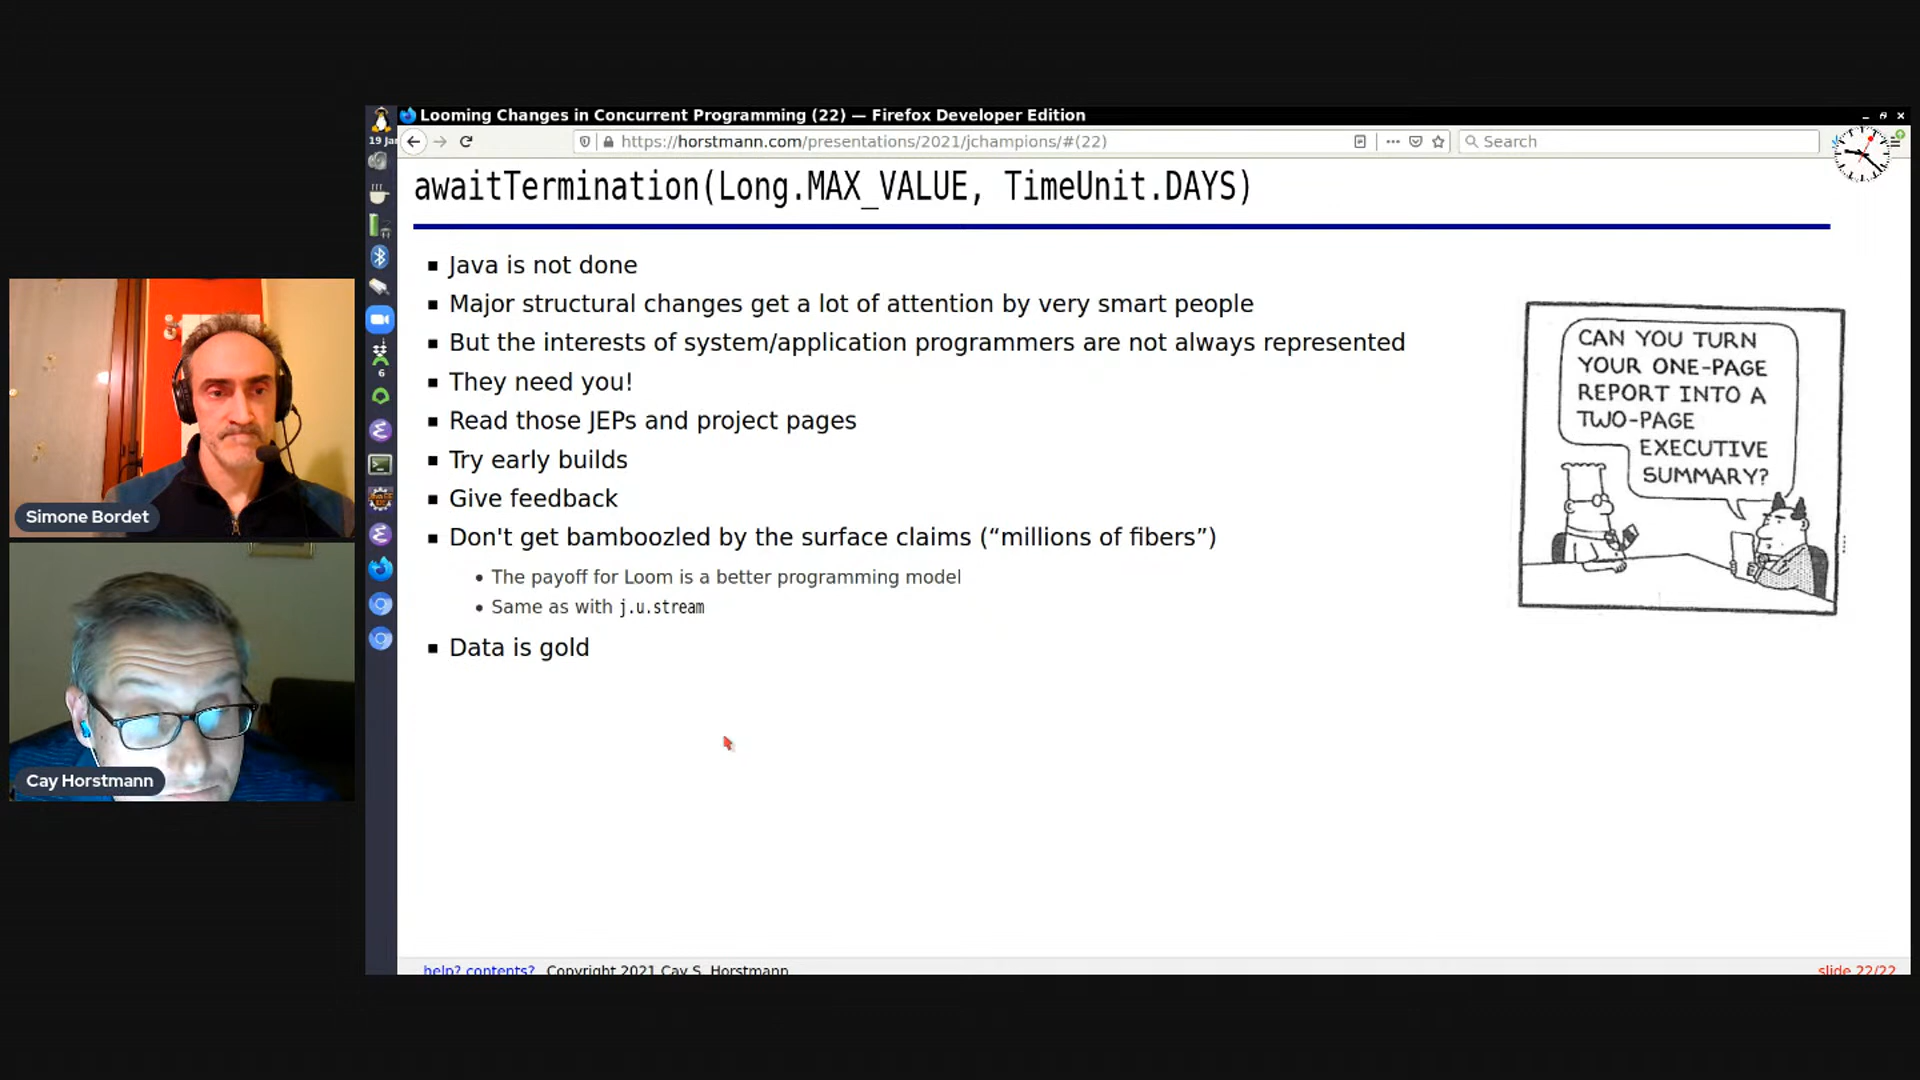 Looming Changes in Concurrent Programming (22) — Firefox Developer Edition
19 Jan
https://horstmann.com/presentations/2021/jchampions/#(22)
Search
awaitTermination(Long.MAX_VALUE, TimeUnit.DAYS)
Java is not done
Major structural changes get a lot of attention by very smart people
But the interests of system/application programmers are not always represented
They need you!
Read those JEPs and project pages
Try early builds
Give feedback
Don't get bamboozled by the surface claims (“millions of fibers”)
The payoff for Loom is a better programming model
Same as with j.u.stream
Data is gold
CAN YOU TURN
YOUR ONE-PAGE
REPORT INTO A
TWO-PAGE
EXECUTIVE
SUMMARY?
6
Simone Bordet
Cay Horstmann
help? contents? Copyright 2021 Cay S. Horstmann
slide 22/22